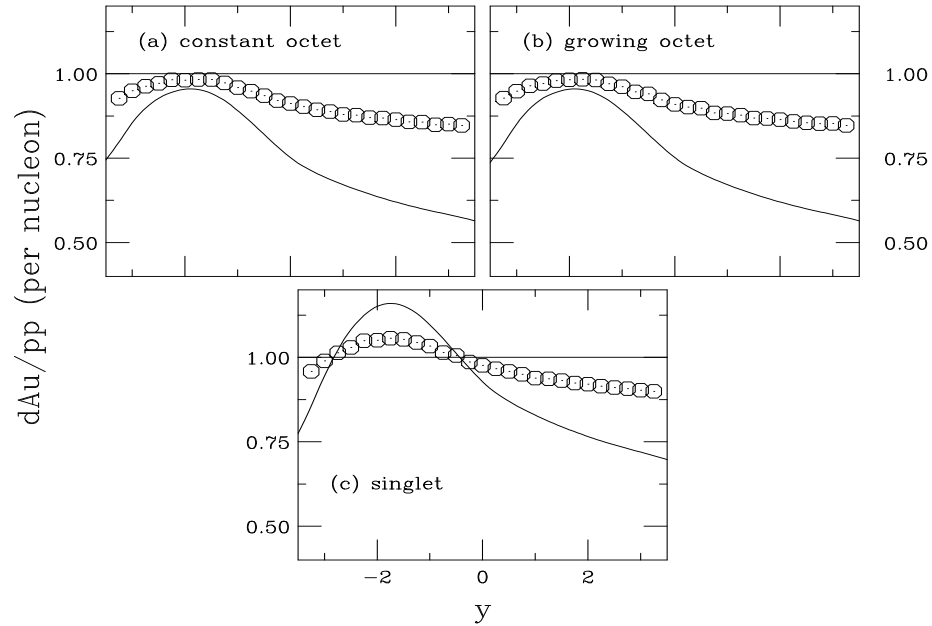 (a) constant octet
(b) growing octet
1.00
0.75
0.50
1.00
0.75
0.50
dAu/pp (per nucleon)
1.00
0.75
0.50
(c) singlet
−2
0
2
y